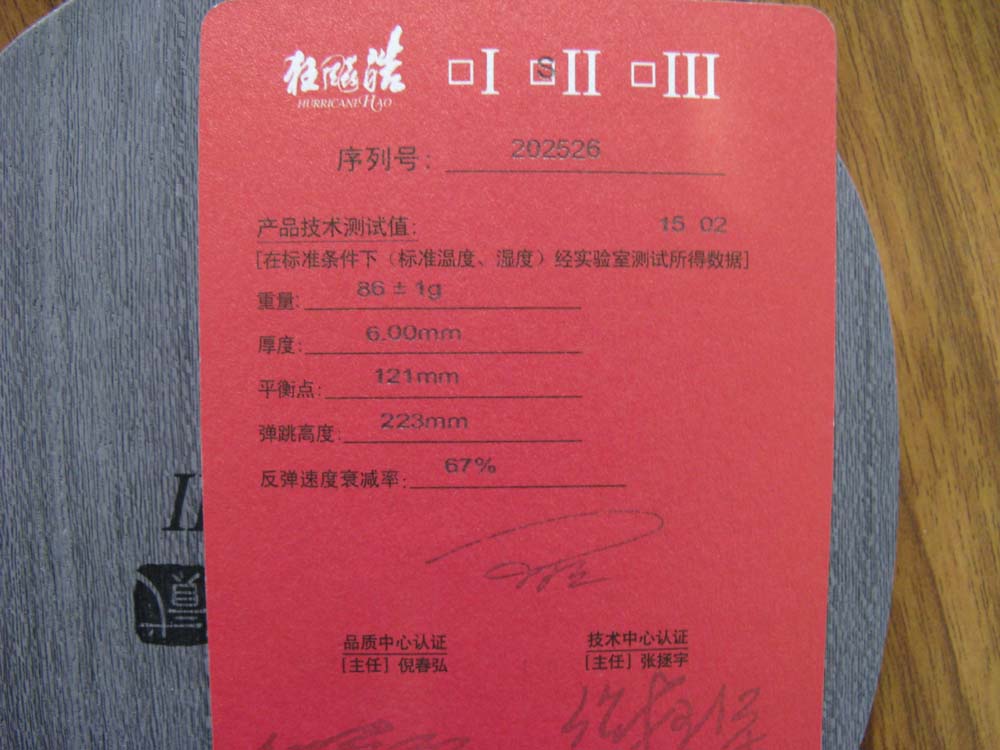 狂飚皓 □I □SII □III
HURRICANE HAO
序列号: 202526
产品技术测试值: 15 02
[在标准条件下（标准温度、湿度）经实验室测试所得数据]
重量: 86 ± 1g
厚度: 6.00mm
平衡点: 121mm
弹跳高度: 223mm
反弹速度衰减率: 67%
品质中心认证 技术中心认证
[主任] 倪春弘 [主任] 张拯宇